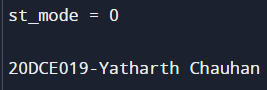 st_mode = 0
20DCE019-Yatharth Chauhan